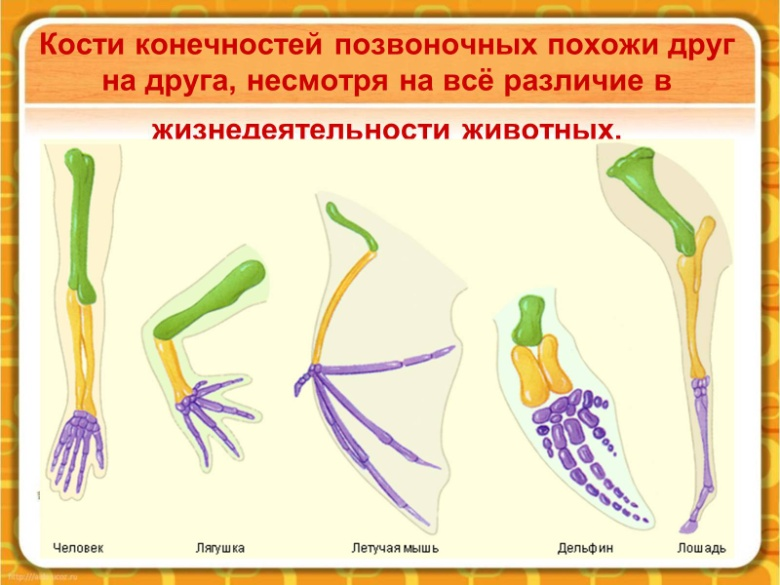 Кости конечностей позвоночных похожи друг
на друга, несмотря на всё различие в
жизнедеятельности животных.
Человек Лягушка Летучая мышь Дельфин Лошадь